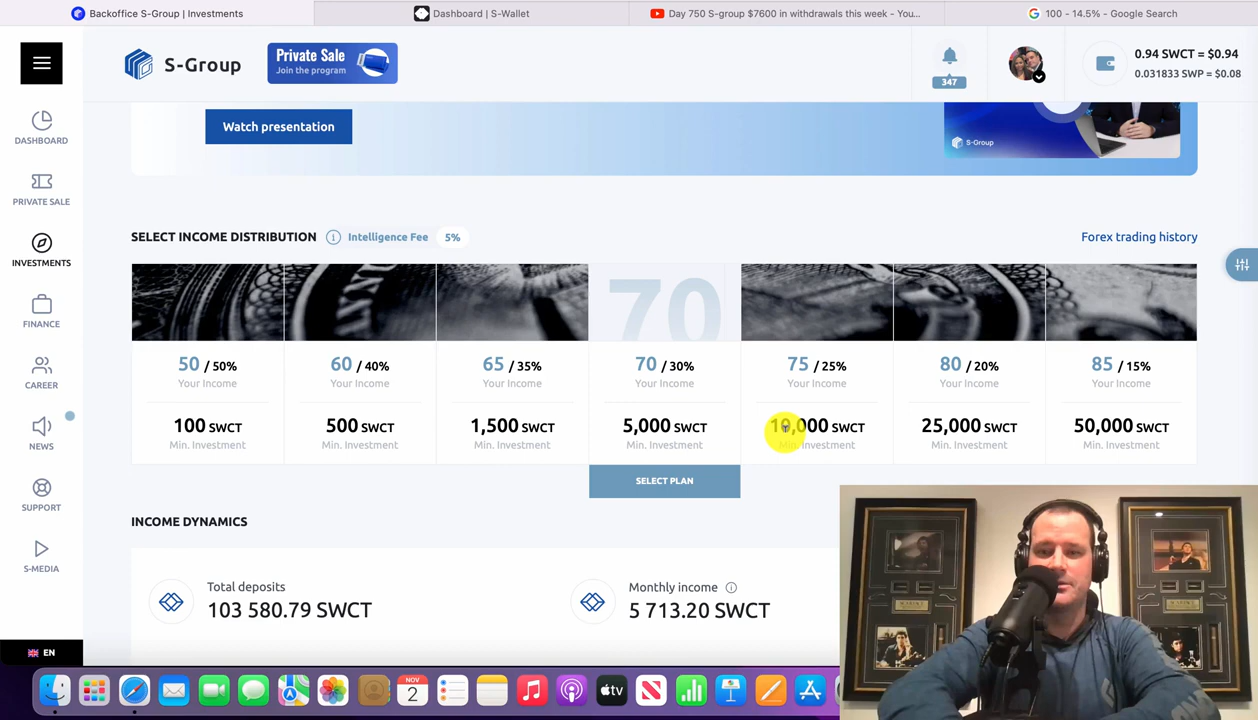 Backoffice S-Group | Investments
Dashboard | S-Wallet
Day 750 S-group $7600 in withdrawals this week - You...
100 - 14.5% - Google Search
S-Group
Private Sale
Join the program
347
0.94 SWCT = $0.94
0.031833 SWP = $0.08
DASHBOARD
PRIVATE SALE
INVESTMENTS
FINANCE
CAREER
NEWS
SUPPORT
S-MEDIA
EN
Watch presentation
S-Group
SELECT INCOME DISTRIBUTION
Intelligence Fee 5%
Forex trading history
70
50 / 50%
Your Income
100 SWCT
Min. Investment
60 / 40%
Your Income
500 SWCT
Min. Investment
65 / 35%
Your Income
1,500 SWCT
Min. Investment
70 / 30%
Your Income
5,000 SWCT
Min. Investment
SELECT PLAN
75 / 25%
Your Income
10,000 SWCT
Min. Investment
80 / 20%
Your Income
25,000 SWCT
Min. Investment
85 / 15%
Your Income
50,000 SWCT
Min. Investment
INCOME DYNAMICS
Total deposits
103 580.79 SWCT
Monthly income
5 713.20 SWCT
NOV
2
tv